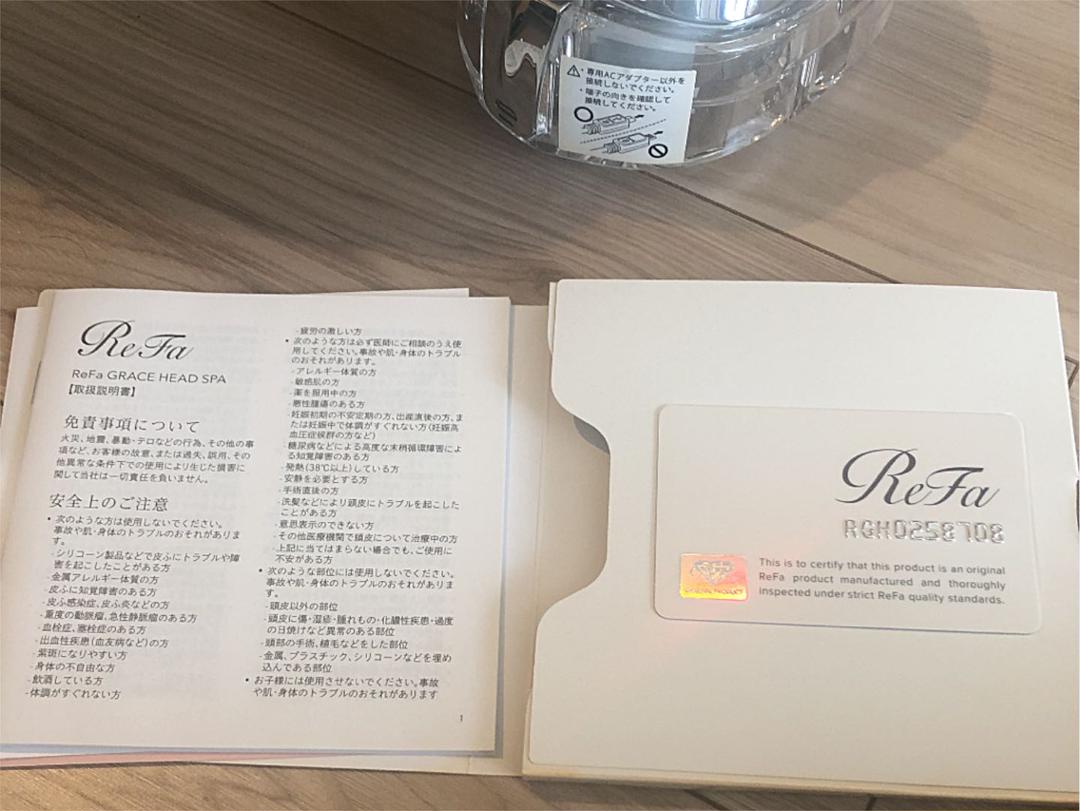 ⚠・専用ACアダプター以外を
接続しないでください。
・端子の向きを確認して
接続してください。
ReFa
ReFa GRACE HEAD SPA
【取扱説明書】
免責事項について
火災、地震、暴動・テロなどの行為、その他の事
項など、お客様の故意、または過失、誤用、その
他異常な条件下での使用により生じた損害に
関して当社は一切責任を負いません。
安全上のご注意
• 次のような方は使用しないでください。
事故や肌・身体のトラブルのおそれがありま
す。
-シリコーン製品などで皮ふにトラブルや障
害を起こしたことがある方
-金属アレルギー体質の方
-皮ふに知覚障害のある方
-皮ふ感染症、皮ふ炎などの方
-重度の動脈瘤、急性静脈瘤のある方
-血栓症、塞栓症のある方
-出血性疾患(血友病など)の方
-紫斑になりやすい方
-身体の不自由な方
-飲酒している方
-体調がすぐれない方
-疲労の激しい方
• 次のような方は必ず医師にご相談のうえ使
用してください。事故や肌・身体のトラブル
のおそれがあります。
-アレルギー体質の方
-敏感肌の方
-薬を服用中の方
-悪性腫瘍のある方
-妊娠初期の不安定期の方、出産直後の方、ま
たは妊娠中で体調がすぐれない方(妊娠高
血圧症候群の方など)
-糖尿病などによる高度な末梢循環障害によ
る知覚障害のある方
-発熱(38℃以上)している方
-安静を必要とする方
-手術直後の方
-洗髪などにより頭皮にトラブルを起こした
ことがある方
-意思表示のできない方
-その他医療機関で頭皮について治療中の方
-上記に当てはまらない場合でも、ご使用に
不安がある方
• 次のような部位には使用しないでください。
事故や肌・身体のトラブルのおそれがありま
す。
-頭皮以外の部位
-頭皮に傷・湿疹・腫れもの・化膿性疾患・過度
の日焼けなど異常のある部位
-頭部の手術、植毛などをした部位
-金属、プラスチック、シリコーンなどを埋め
込んである部位
• お子様には使用させないでください。事故
や肌・身体のトラブルのおそれがあります
1
ReFa
RGH0258708
This is to certify that this product is an original
ReFa product manufactured and thoroughly
inspected under strict ReFa quality standards.